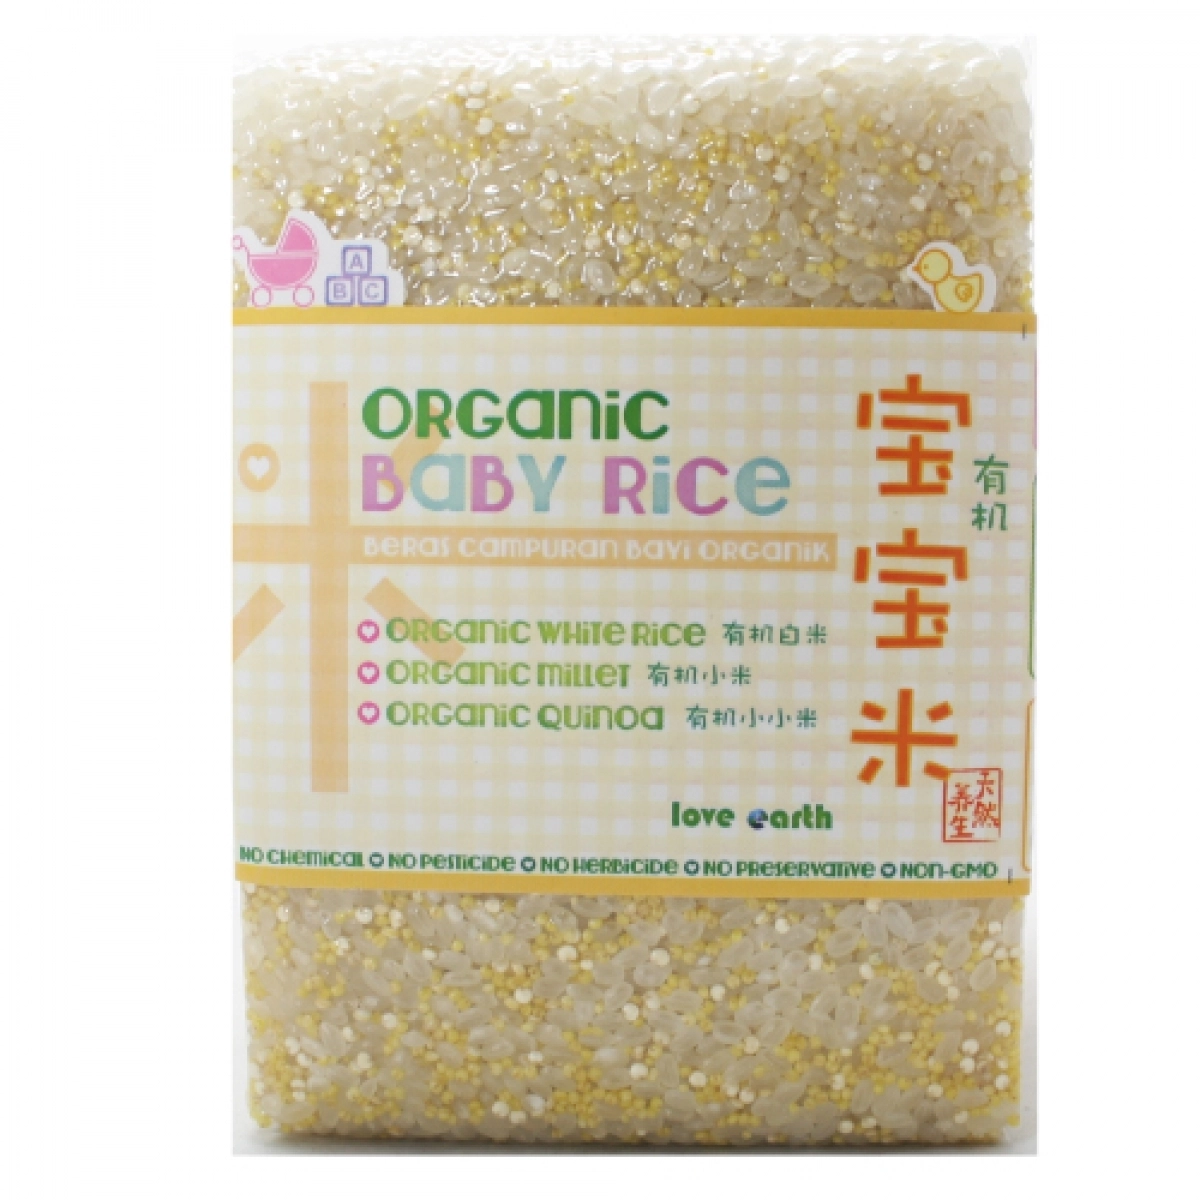 A
B C
ORGANIC
BABY RICE
BERAS CAMPURAN BAYI ORGANIK
ORGANIC WHITE RICE 有机白米
ORGANIC MILLET 有机小米
ORGANIC QUINOA 有机小小米
宝宝米
有机
love earth
天然
养生
NO CHEMICAL NO PESTICIDE NO HERBICIDE NO PRESERVATIVE NON-GMO
米